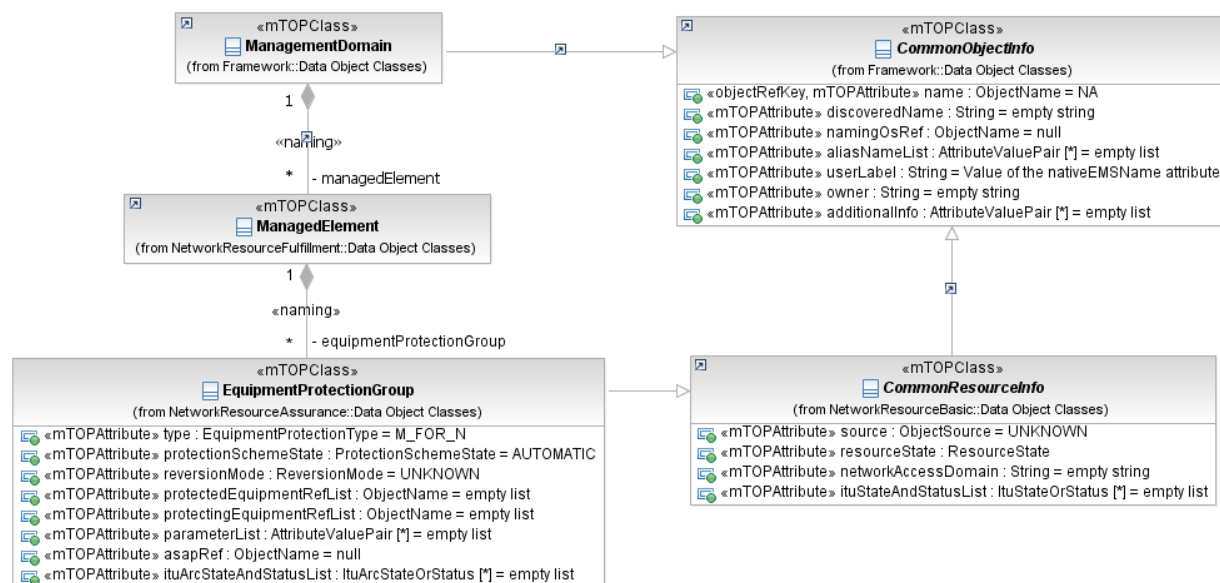 «mTOPClass»
ManagementDomain
(from Framework::Data Object Classes)
1
«naming»
* - managedElement
«mTOPClass»
ManagedElement
(from NetworkResourceFulfillment::Data Object Classes)
1
«naming»
* - equipmentProtectionGroup
«mTOPClass»
EquipmentProtectionGroup
(from NetworkResourceAssurance::Data Object Classes)
«mTOPAttribute» type : EquipmentProtectionType = M_FOR_N
«mTOPAttribute» protectionSchemeState : ProtectionSchemeState = AUTOMATIC
«mTOPAttribute» reversionMode : ReversionMode = UNKNOWN
«mTOPAttribute» protectedEquipmentRefList : ObjectName = empty list
«mTOPAttribute» protectingEquipmentRefList : ObjectName = empty list
«mTOPAttribute» parameterList : AttributeValuePair [*] = empty list
«mTOPAttribute» asapRef : ObjectName = null
«mTOPAttribute» ituArcStateAndStatusList : ItuArcStateOrStatus [*] = empty list
«mTOPClass»
CommonObjectInfo
(from Framework::Data Object Classes)
«objectRefKey, mTOPAttribute» name : ObjectName = NA
«mTOPAttribute» discoveredName : String = empty string
«mTOPAttribute» namingOsRef : ObjectName = null
«mTOPAttribute» aliasNameList : AttributeValuePair [*] = empty list
«mTOPAttribute» userLabel : String = Value of the nativeEMSName attribute
«mTOPAttribute» owner : String = empty string
«mTOPAttribute» additionalInfo : AttributeValuePair [*] = empty list
«mTOPClass»
CommonResourceInfo
(from NetworkResourceBasic::Data Object Classes)
«mTOPAttribute» source : ObjectSource = UNKNOWN
«mTOPAttribute» resourceState : ResourceState
«mTOPAttribute» networkAccessDomain : String = empty string
«mTOPAttribute» ituStateAndStatusList : ItuStateOrStatus [*] = empty list